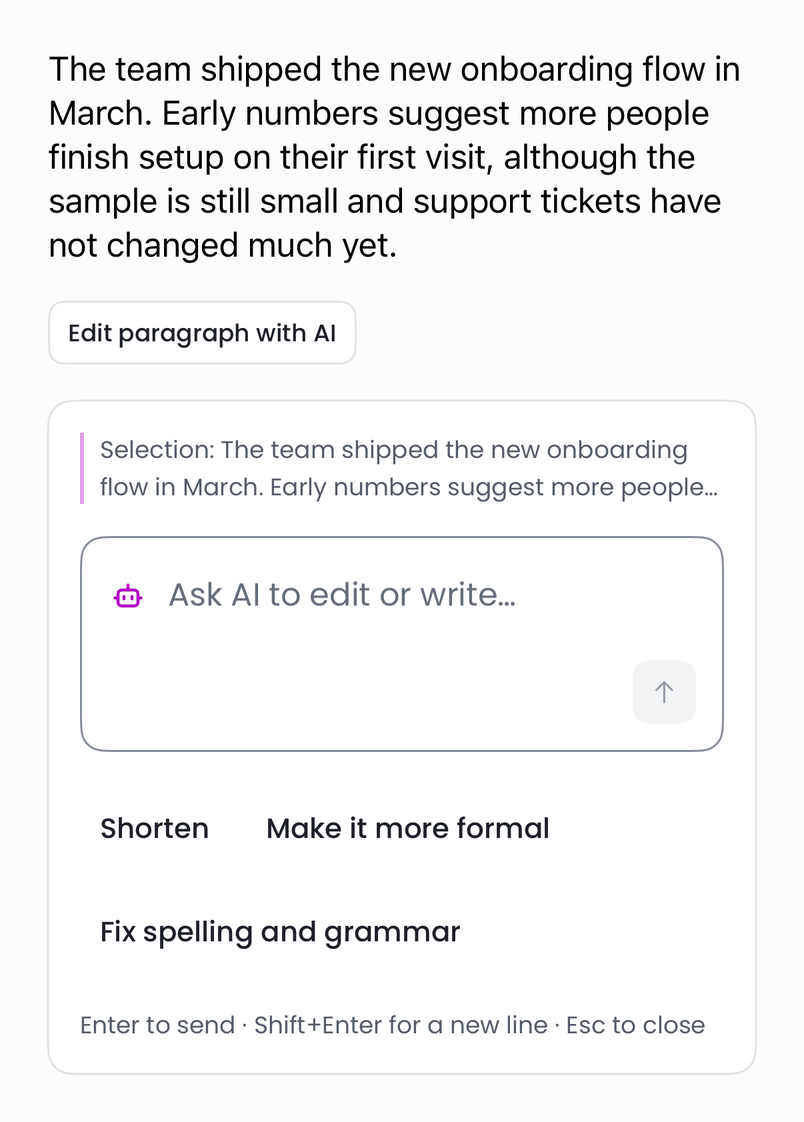 The team shipped the new onboarding flow in
March. Early numbers suggest more people
finish setup on their first visit, although the
sample is still small and support tickets have
not changed much yet.
Edit paragraph with AI
Selection: The team shipped the new onboarding
flow in March. Early numbers suggest more people…
Ask AI to edit or write…
Shorten
Make it more formal
Fix spelling and grammar
Enter to send · Shift+Enter for a new line · Esc to close